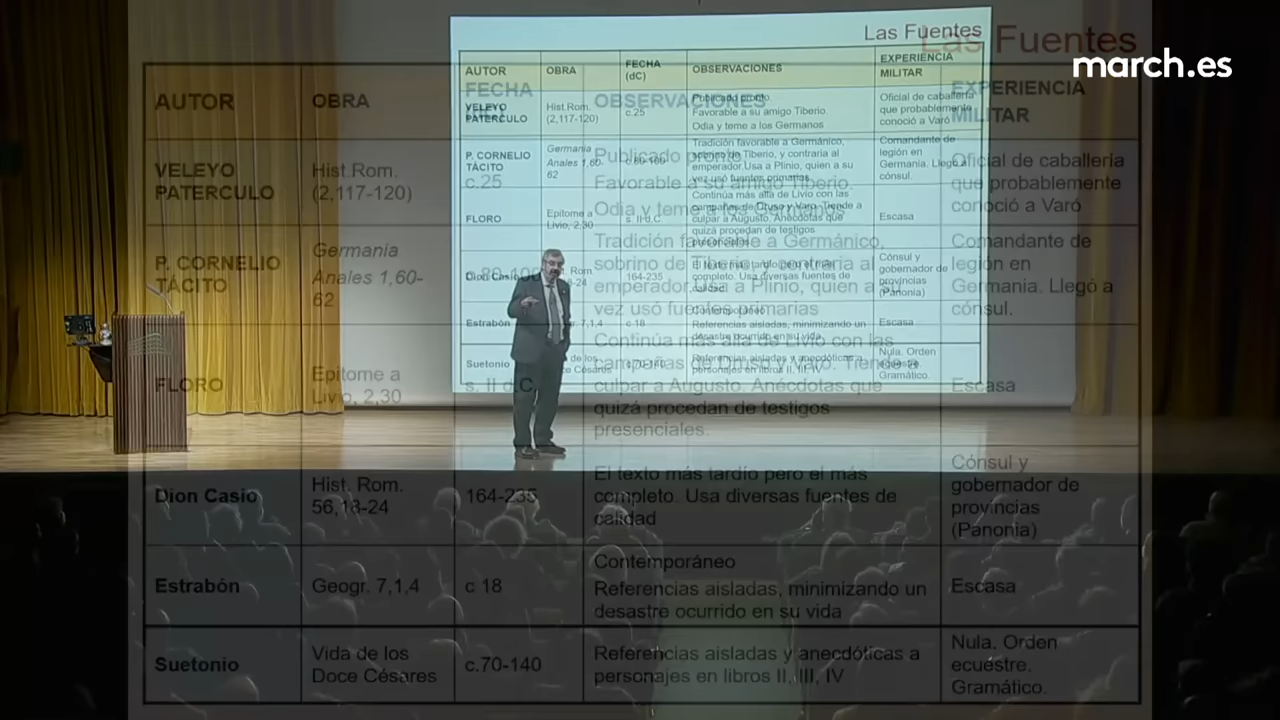 Las Fuentes
march.es
AUTOR
OBRA
FECHA
(dC)
OBSERVACIONES
EXPERIENCIA
MILITAR
VELEYO
PATERCULO
Hist.Rom.
(2,117-120)
c.25
Publicado pronto.
Favorable a su amigo Tiberio.
Odia y teme a los Germanos
Oficial de caballería
que probablemente
conoció a Varó
P. CORNELIO
TÁCITO
Germania
Anales 1,60-
62
c.80-100
Tradición favorable a Germánico,
sobrino de Tiberio, y contraria al
emperador.Usa a Plinio, quien a su
vez usó fuentes primarias
Comandante de
legión en
Germania. Llegó a
cónsul.
FLORO
Epitome a
Livio, 2,30
s. II d.C.
Continúa más allá de Livio con las
campañas de Druso y Varo. Tiende a
culpar a Augusto. Anécdotas que
quizá procedan de testigos
presenciales.
Escasa
Dion Casio
Hist. Rom.
56,18-24
164-235
El texto más tardío pero el más
completo. Usa diversas fuentes de
calidad
Cónsul y
gobernador de
provincias
(Panonia)
Estrabón
Geogr. 7,1,4
c 18
Contemporáneo
Referencias aisladas, minimizando un
desastre ocurrido en su vida
Escasa
Suetonio
Vida de los
Doce Césares
c.70-140
Referencias aisladas y anecdóticas a
personajes en libros II, III, IV
Nula. Orden
ecuestre.
Gramático.